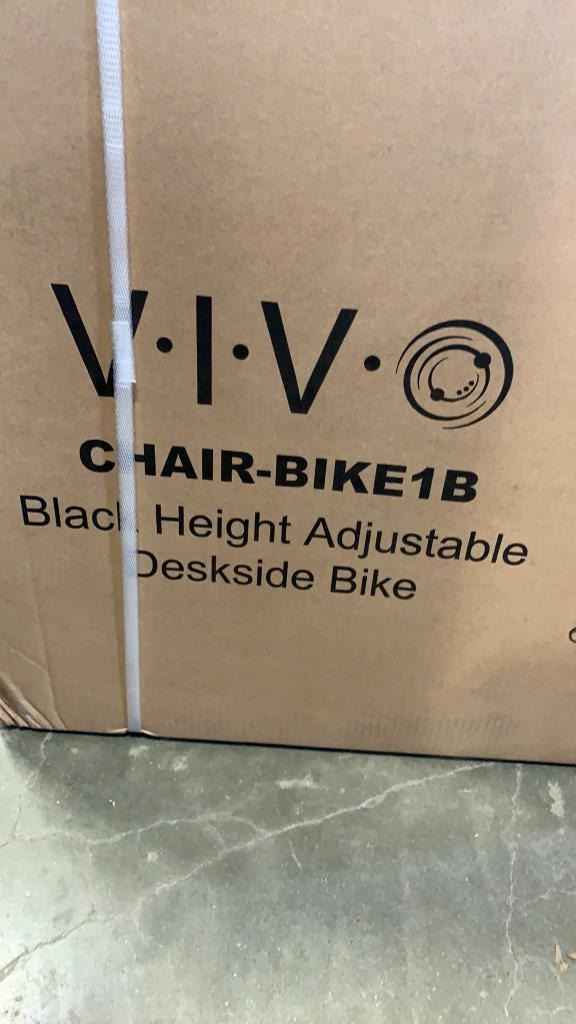 V·I·V·O
CHAIR-BIKE1B
Black Height Adjustable
Deskside Bike